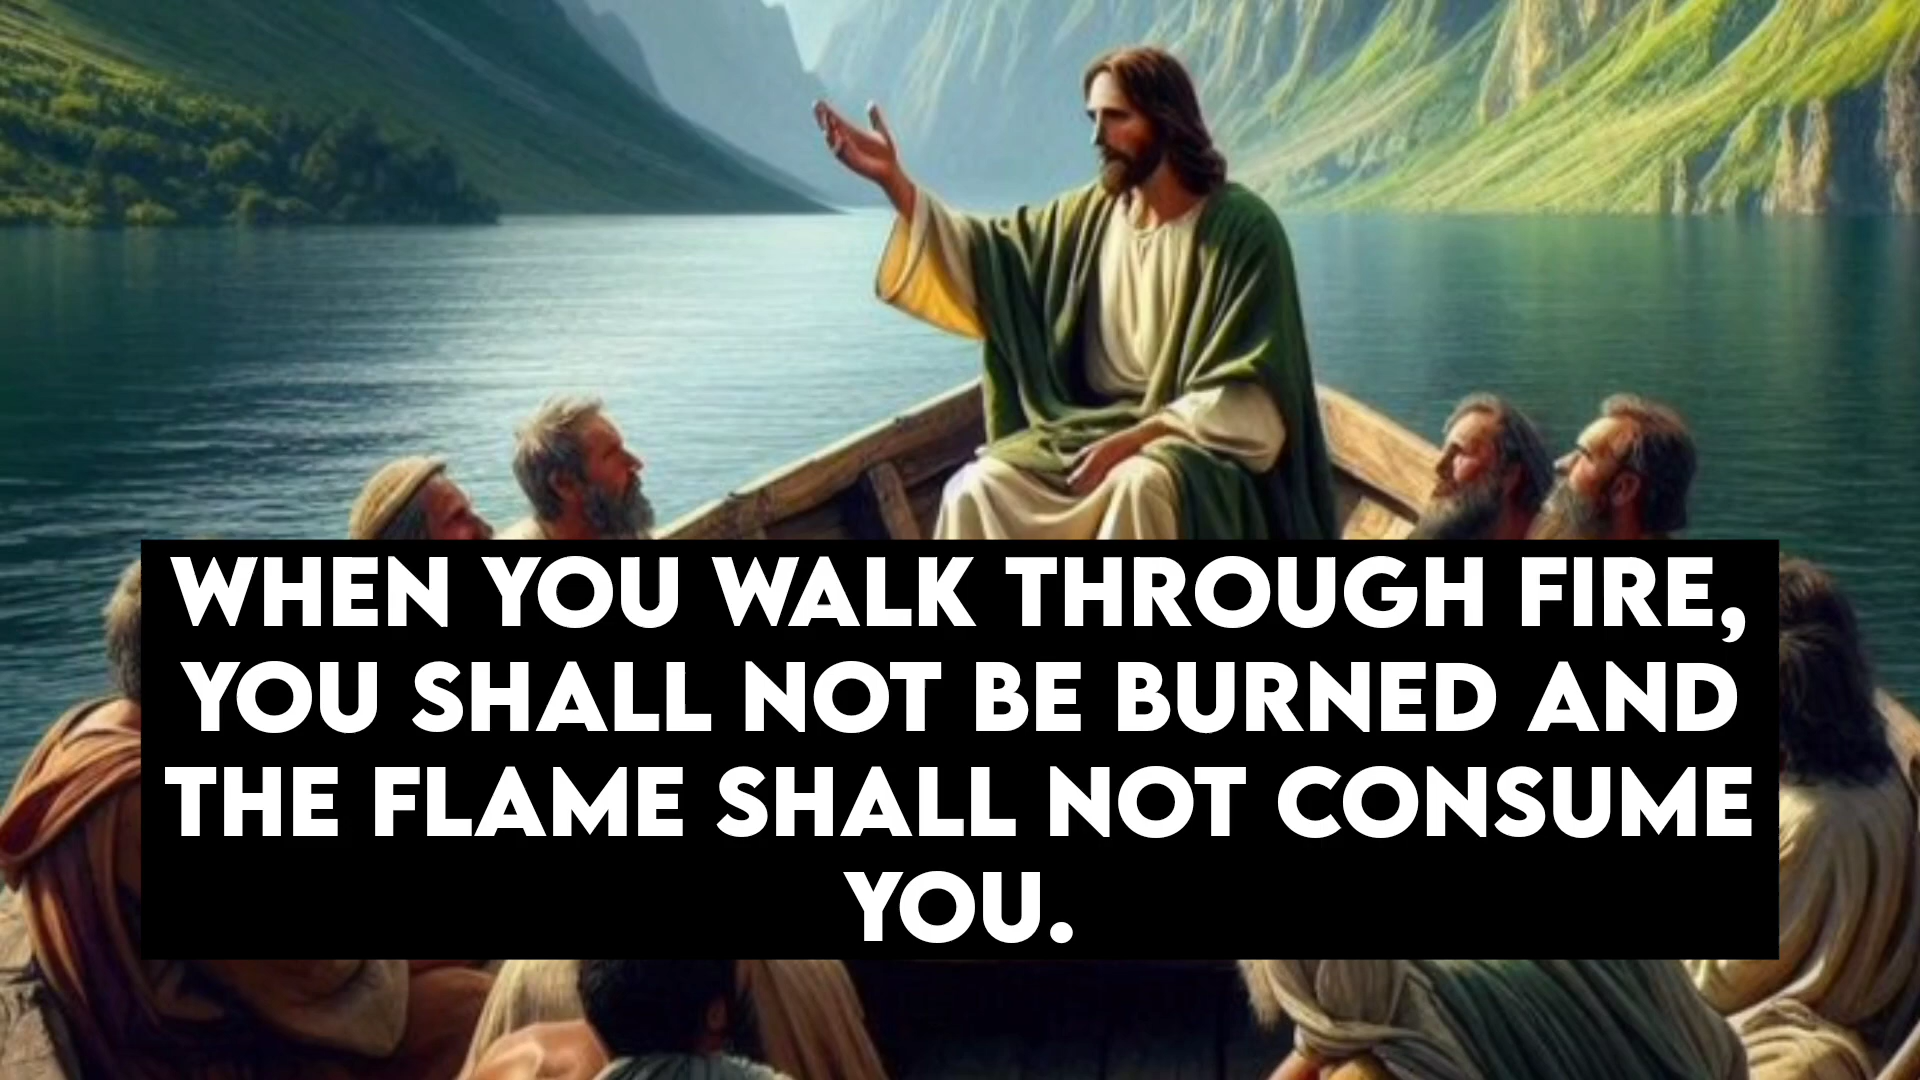 WHEN YOU WALK THROUGH FIRE,
YOU SHALL NOT BE BURNED AND
THE FLAME SHALL NOT CONSUME
YOU.